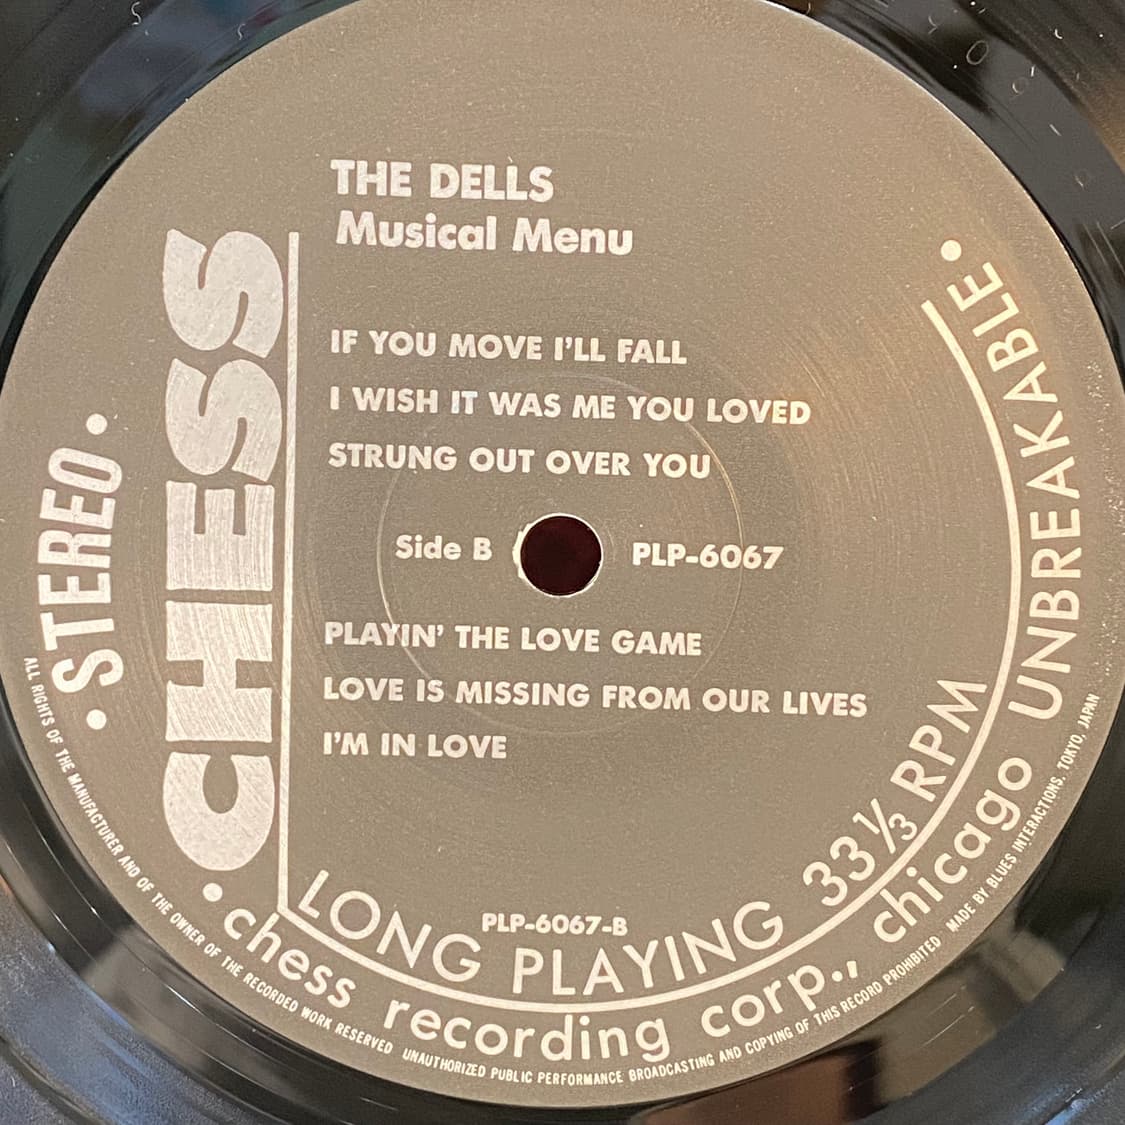 THE DELLS
Musical Menu
IF YOU MOVE I'LL FALL
I WISH IT WAS ME YOU LOVED
STRUNG OUT OVER YOU
Side B
PLP-6067
PLAYIN' THE LOVE GAME
LOVE IS MISSING FROM OUR LIVES
I'M IN LOVE
PLP-6067-B
• STEREO •
CHESS
LONG PLAYING 33⅓ RPM
• chess recording corp., chicago UNBREAKABLE •
ALL RIGHTS OF THE MANUFACTURER AND OF THE OWNER OF THE RECORDED WORK RESERVED UNAUTHORIZED PUBLIC PERFORMANCE BROADCASTING AND COPYING OF THIS RECORD PROHIBITED MADE BY BLUES INTERACTIONS, TOKYO, JAPAN